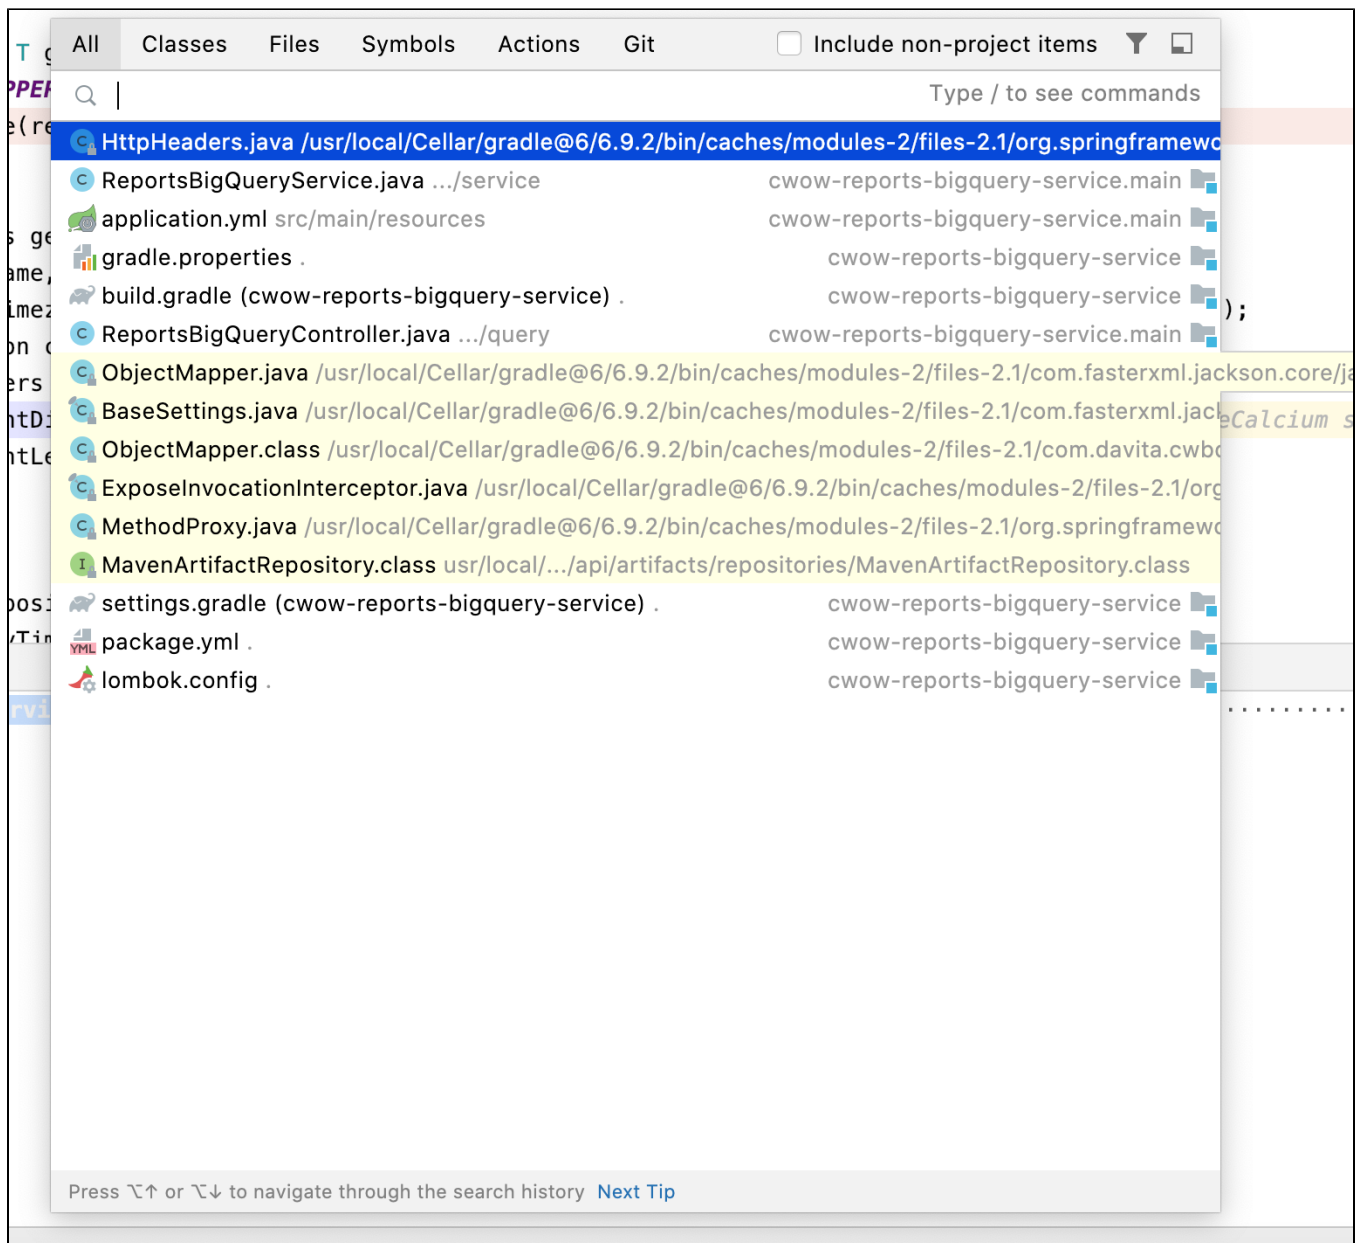 All Classes Files Symbols Actions Git Include non-project items
Type / to see commands
HttpHeaders.java /usr/local/Cellar/gradle@6/6.9.2/bin/caches/modules-2/files-2.1/org.springframewo
ReportsBigQueryService.java .../service cwow-reports-bigquery-service.main
application.yml src/main/resources cwow-reports-bigquery-service.main
gradle.properties . cwow-reports-bigquery-service
build.gradle (cwow-reports-bigquery-service) . cwow-reports-bigquery-service
ReportsBigQueryController.java .../query cwow-reports-bigquery-service.main
ObjectMapper.java /usr/local/Cellar/gradle@6/6.9.2/bin/caches/modules-2/files-2.1/com.fasterxml.jackson.core/ja
BaseSettings.java /usr/local/Cellar/gradle@6/6.9.2/bin/caches/modules-2/files-2.1/com.fasterxml.jac
eCalcium s
ObjectMapper.class /usr/local/Cellar/gradle@6/6.9.2/bin/caches/modules-2/files-2.1/com.davita.cwbc
ExposeInvocationInterceptor.java /usr/local/Cellar/gradle@6/6.9.2/bin/caches/modules-2/files-2.1/org
MethodProxy.java /usr/local/Cellar/gradle@6/6.9.2/bin/caches/modules-2/files-2.1/org.springframewo
MavenArtifactRepository.class usr/local/.../api/artifacts/repositories/MavenArtifactRepository.class
settings.gradle (cwow-reports-bigquery-service) . cwow-reports-bigquery-service
package.yml . cwow-reports-bigquery-service
lombok.config . cwow-reports-bigquery-service
Press ⌥↑ or ⌥↓ to navigate through the search history Next Tip